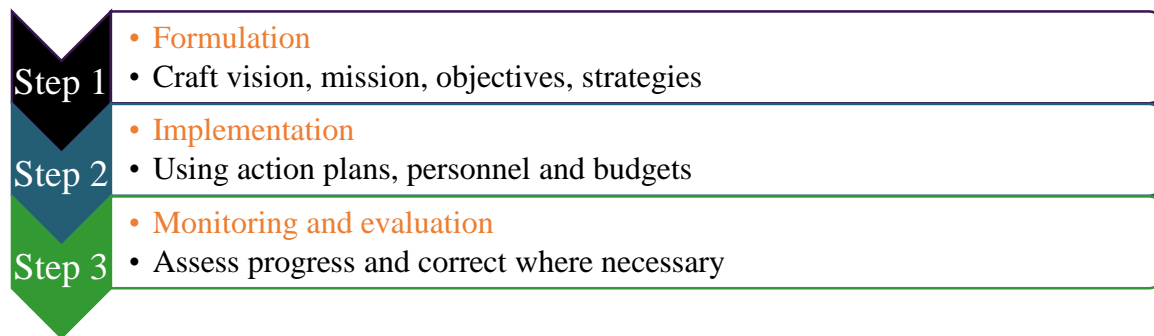 Step 1
• Formulation
• Craft vision, mission, objectives, strategies
Step 2
• Implementation
• Using action plans, personnel and budgets
Step 3
• Monitoring and evaluation
• Assess progress and correct where necessary